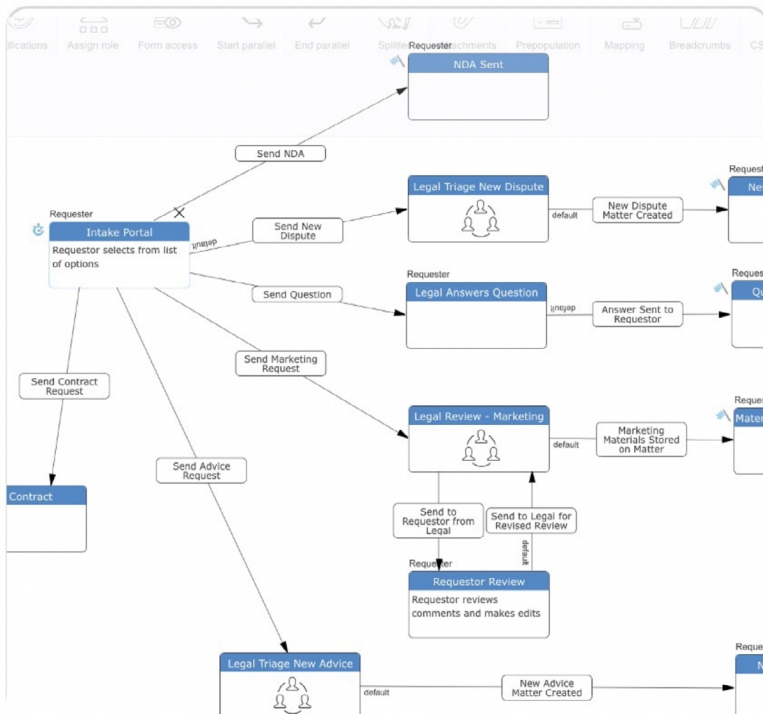 Assign role
Form access
Start parallel
End parallel
Prepopulation
Mapping
Breadcrumbs
Requester
NDA Sent
Send NDA
Requester
Intake Portal
Requestor selects from list
of options
default
Send New
Dispute
Legal Triage New Dispute
default
New Dispute
Matter Created
Send Question
Requester
Legal Answers Question
default
Answer Sent to
Requestor
Send Marketing
Request
Legal Review - Marketing
default
Marketing
Materials Stored
on Matter
Send Contract
Request
Contract
Send Advice
Request
Send to
Requestor from
Legal
Send to Legal for
Revised Review
default
Requester
Requestor Review
Requestor reviews
comments and makes edits
Legal Triage New Advice
default
New Advice
Matter Created